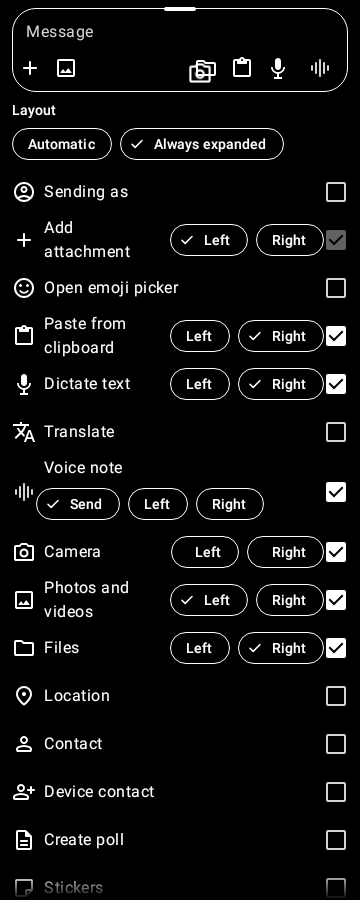 Message
Layout
Automatic
Always expanded
Sending as
Add
attachment
Left
Right
Open emoji picker
Paste from
clipboard
Left
Right
Dictate text
Left
Right
Translate
Voice note
Send
Left
Right
Camera
Left
Right
Photos and
videos
Left
Right
Files
Left
Right
Location
Contact
Device contact
Create poll
Stickers